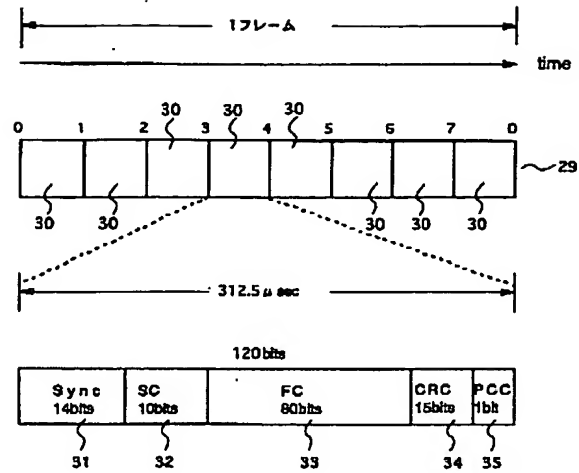 1フレーム
time
30 30 30
0 1 2 3 4 5 6 7 0
29
30 30 30 30 30
312.5μsec
120bits
Sync SC FC CRC PCC
14bits 10bits 80bits 15bits 1bit
31 32 33 34 35